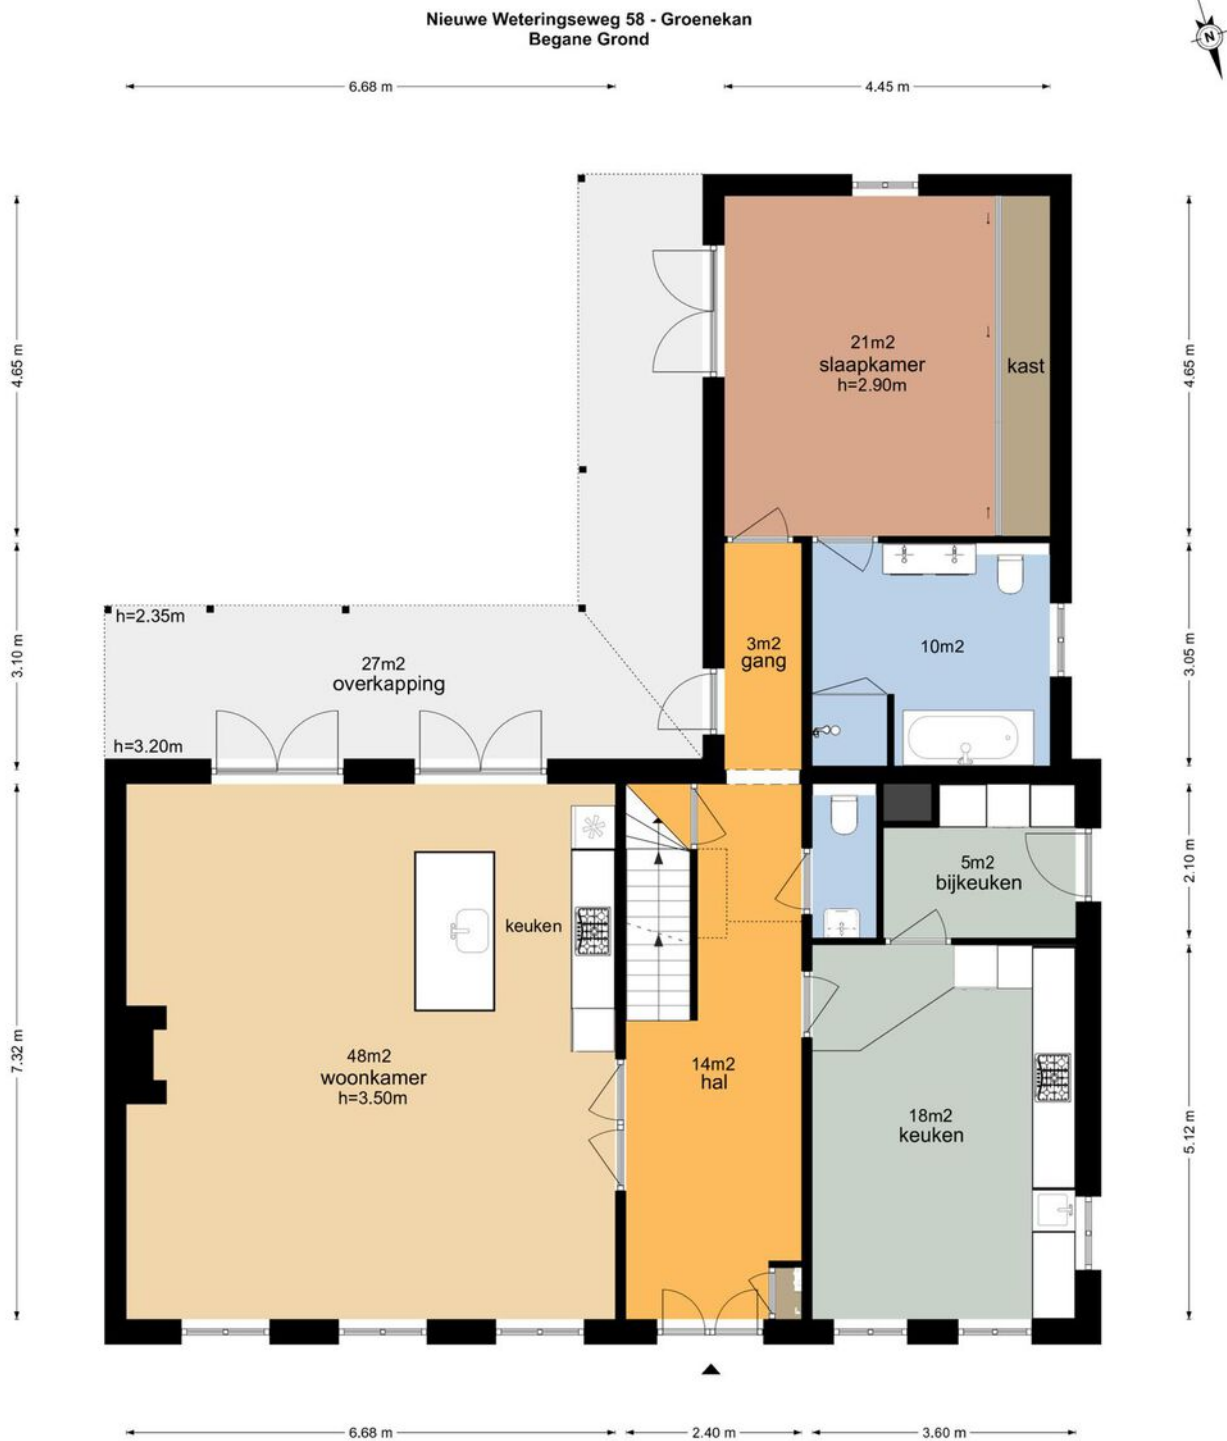 Nieuwe Weteringseweg 58 - Groenekan
Begane Grond
N
6.68 m
4.45 m
4.65 m
4.65 m
21m2
slaapkamer
h=2.90m
kast
h=2.35m
27m2
overkapping
h=3.20m
3m2
gang
10m2
3.10 m
3.05 m
5m2
bijkeuken
2.10 m
keuken
48m2
woonkamer
h=3.50m
14m2
hal
18m2
keuken
7.32 m
5.12 m
6.68 m
2.40 m
3.60 m